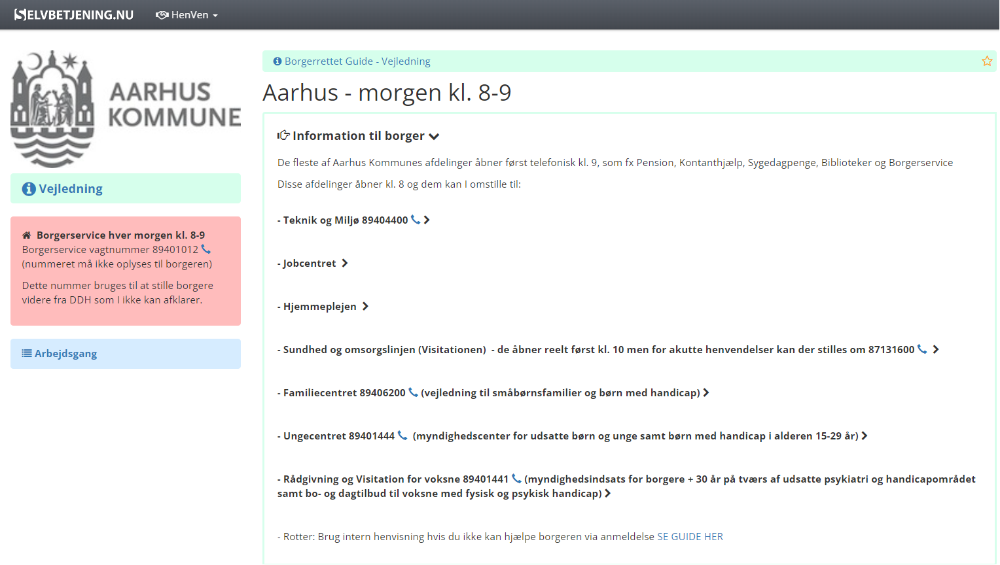 SELVBETJENING.NU
HenVen
AARHUS
KOMMUNE
Vejledning
Borgerservice hver morgen kl. 8-9
Borgerservice vagtnummer 89401012
(nummeret må ikke oplyses til borgeren)
Dette nummer bruges til at stille borgere
videre fra DDH som I ikke kan afklarer.
Arbejdsgang
Borgerrettet Guide - Vejledning
Aarhus - morgen kl. 8-9
Information til borger
De fleste af Aarhus Kommunes afdelinger åbner først telefonisk kl. 9, som fx Pension, Kontanthjælp, Sygedagpenge, Biblioteker og Borgerservice
Disse afdelinger åbner kl. 8 og dem kan I omstille til:
- Teknik og Miljø 89404400
- Jobcentret
- Hjemmeplejen
- Sundhed og omsorgslinjen (Visitationen) - de åbner reelt først kl. 10 men for akutte henvendelser kan der stilles om 87131600
- Familiecentret 89406200 (vejledning til småbørnsfamilier og børn med handicap)
- Ungecentret 89401444 (myndighedscenter for udsatte børn og unge samt børn med handicap i alderen 15-29 år)
- Rådgivning og Visitation for voksne 89401441 (myndighedsindsats for borgere + 30 år på tværs af udsatte psykiatri og handicapområdet
samt bo- og dagtilbud til voksne med fysisk og psykisk handicap)
- Rotter: Brug intern henvisning hvis du ikke kan hjælpe borgeren via anmeldelse SE GUIDE HER